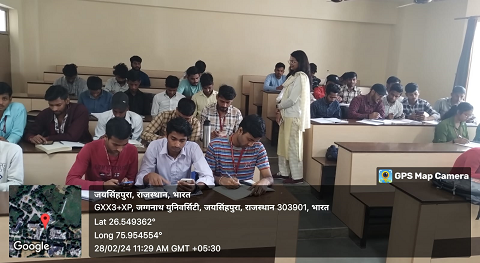 GPS Map Camera
जयसिंहपुरा, राजस्थान, भारत
GXX3+XP, जगन्नाथ युनिवर्सिटी, जयसिंहपुरा, राजस्थान 303901, भारत
Lat 26.549362°
Long 75.954554°
28/02/24 11:29 AM GMT +05:30
Google